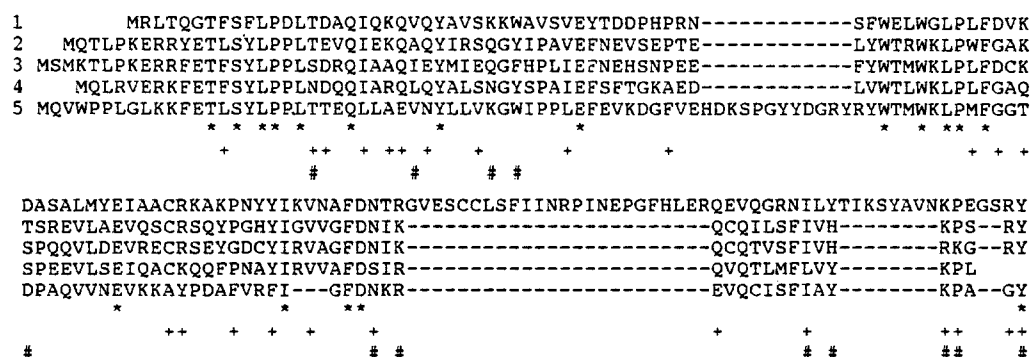 1 MRLTQGTFSFLPDLTDAQIQKQVQYAVSKKWAVSVEYTDDPHPRN------------SFWELWGLPLFDVK
2 MQTLPKERRYETLSYLPPLTEVQIEKQAQYIRSQGYIPAVEFNEVSEPTE------------LYWTRWKLPWFGAK
3 MSMKTLPKERRFETFSYLPPLSDRQIAAQIEYMIEQGFHPLIEFNEHSNPEE------------FYWTMWKLPLFDCK
4 MQLRVERKFETFSYLPPLNDQQIARQLQYALSNGYSPAIEFSFTGKAED------------LVWTLWKLPLFGAQ
5 MQVWPPLGLKKFETLSYLPPLTTEQLLAEVNYLLVKGWIPPLEFEVKDGFVEHDKSPGYYDGRYRYWTMWKLPMFGGT
* * ** * * * * * * ** *
+ ++ + ++ + + + + + + +
# # # #
DASALMYEIAACRKAKPNYYIKVNAFDNTRGVESCCLSFIINRPINEPGFHLERQEVQGRNILYTIKSYAVNKPEGSRY
TSREVLAEVQSCRSQYPGHYIGVVGFDNIK------------------------QCQILSFIVH--------KPS--RY
SPQQVLDEVRECRSEYGDCYIRVAGFDNIK------------------------QCQTVSFIVH--------RKG--RY
SPEEVLSEIQACKQQFPNAYIRVVAFDSIR------------------------QVQTLMFLVY--------KPL
DPAQVVNEVKKAYPDAFVRFI---GFDNKR------------------------EVQCISFIAY--------KPA--GY
* * ** *
++ + + + + + + ++ ++
# # # # # ## #